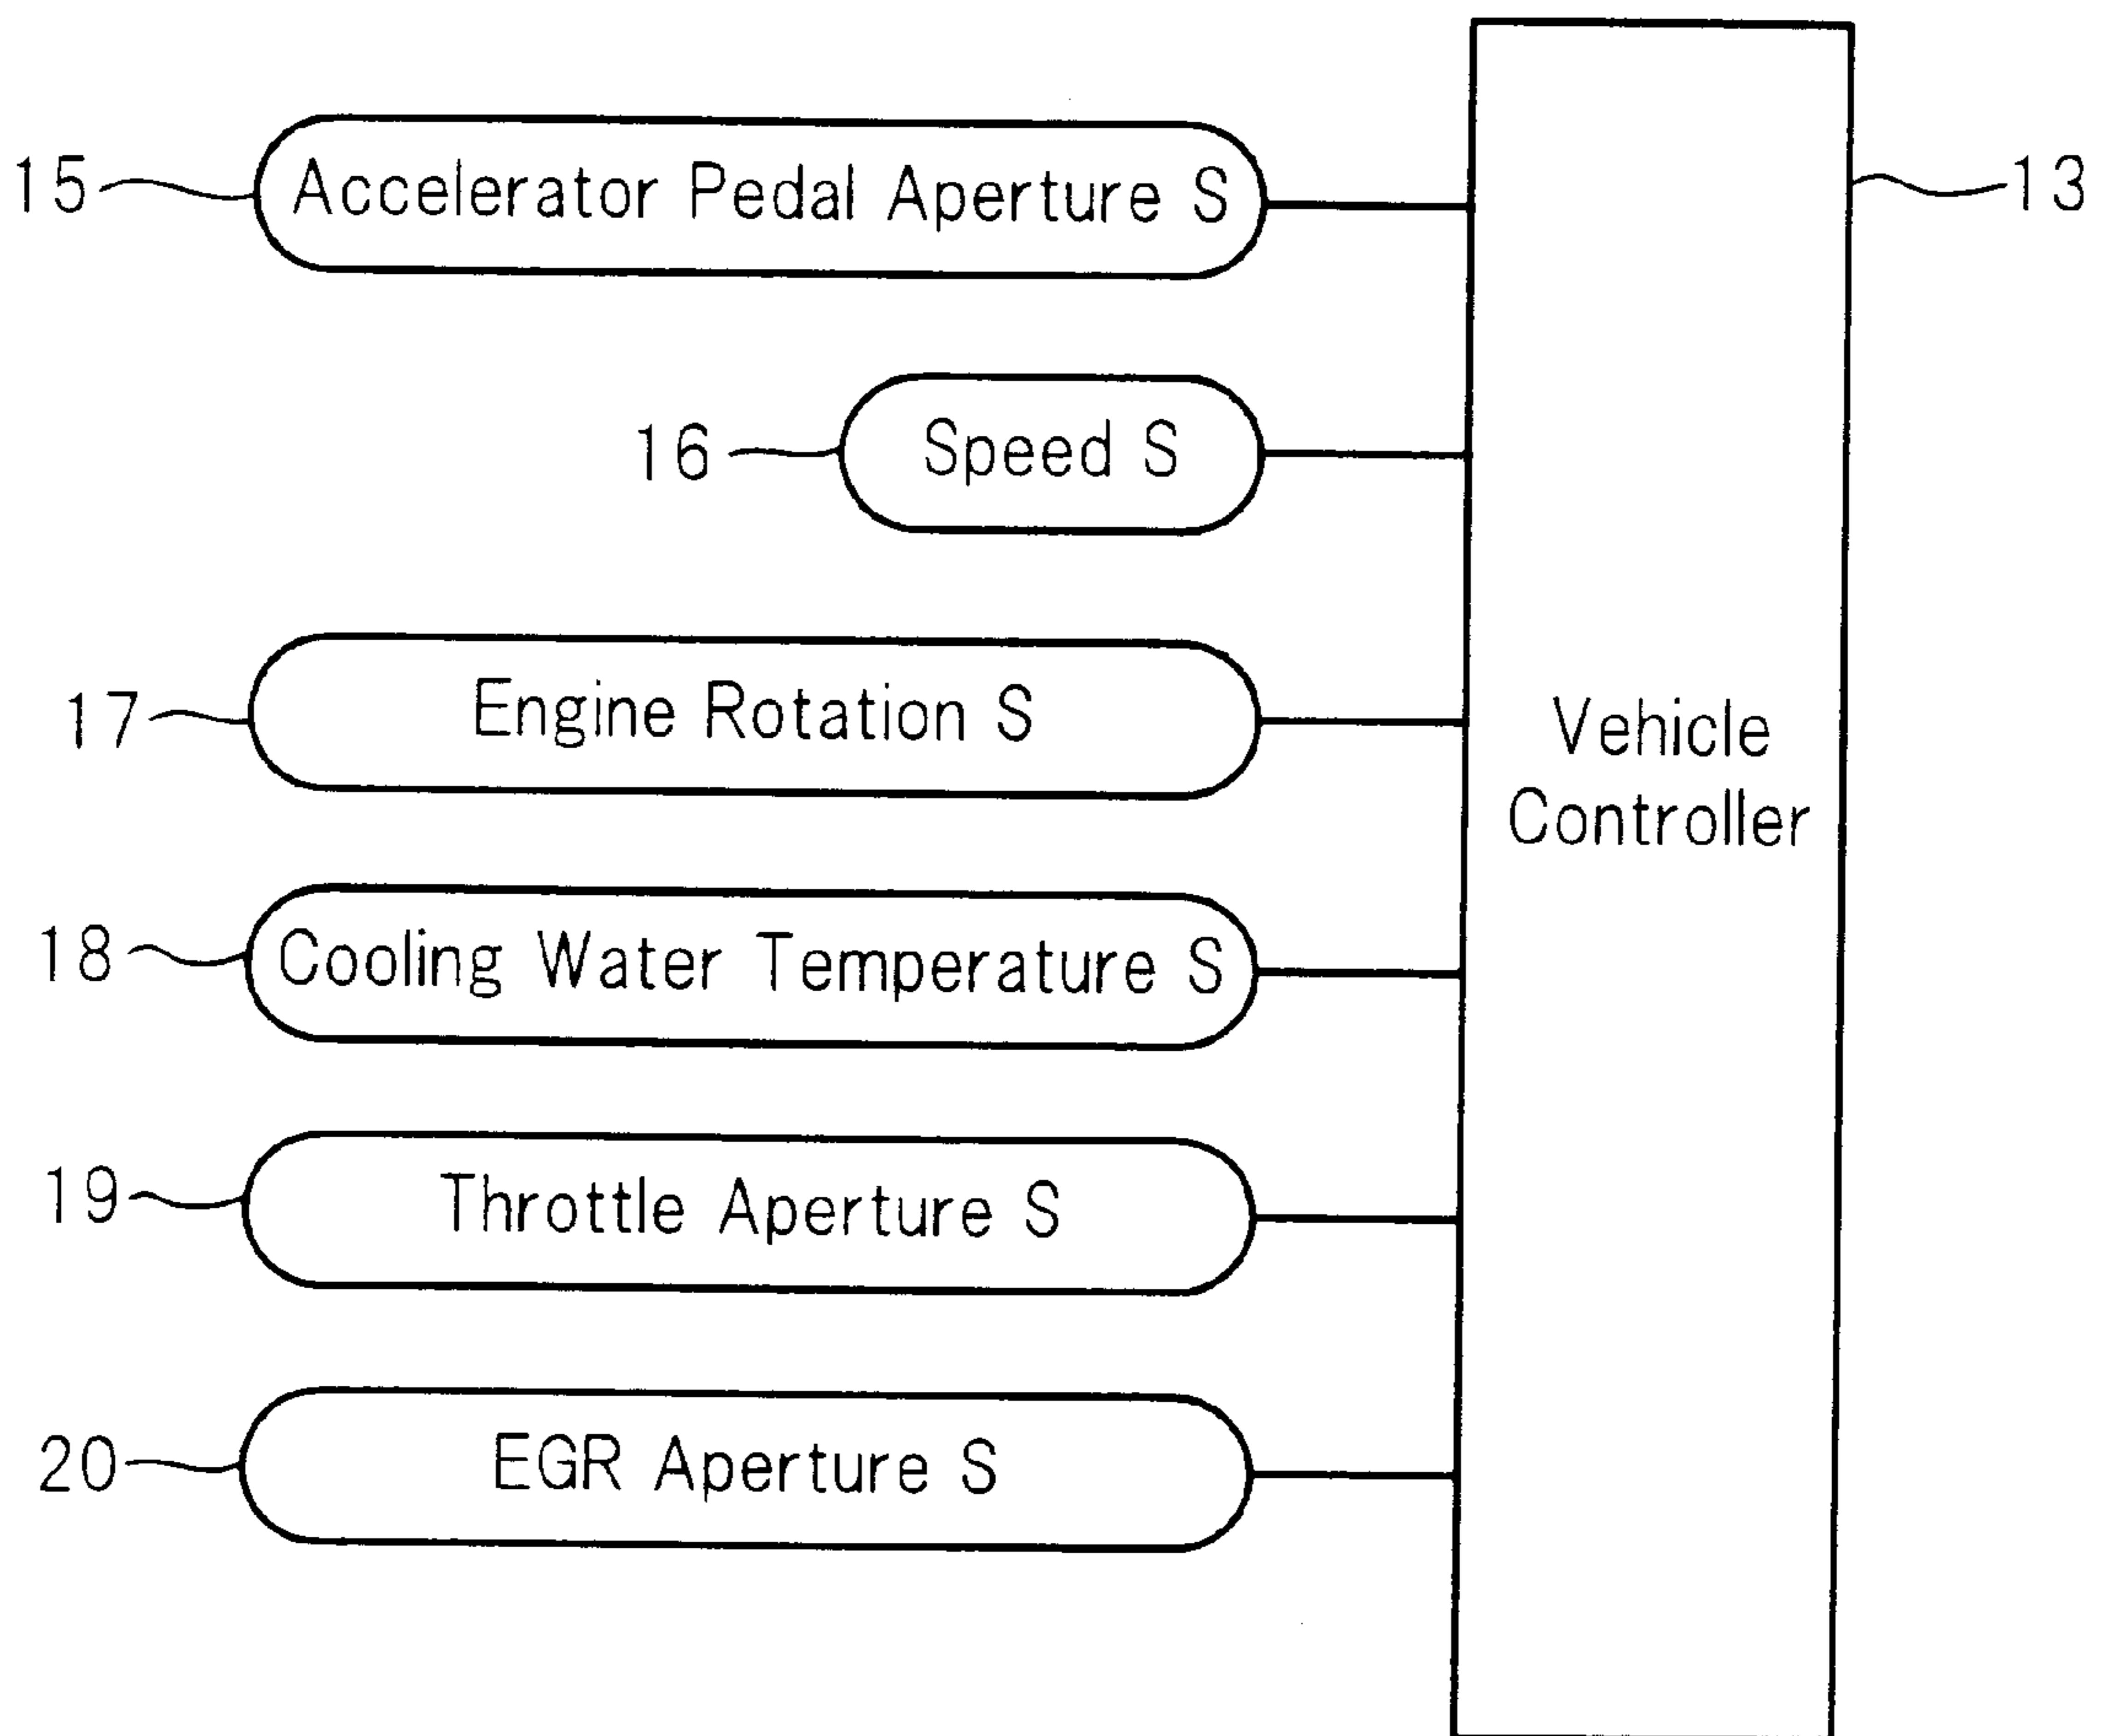 15 Accelerator Pedal Aperture S 13
16 Speed S
17 Engine Rotation S
Vehicle
Controller
18 Cooling Water Temperature S
19 Throttle Aperture S
20 EGR Aperture S